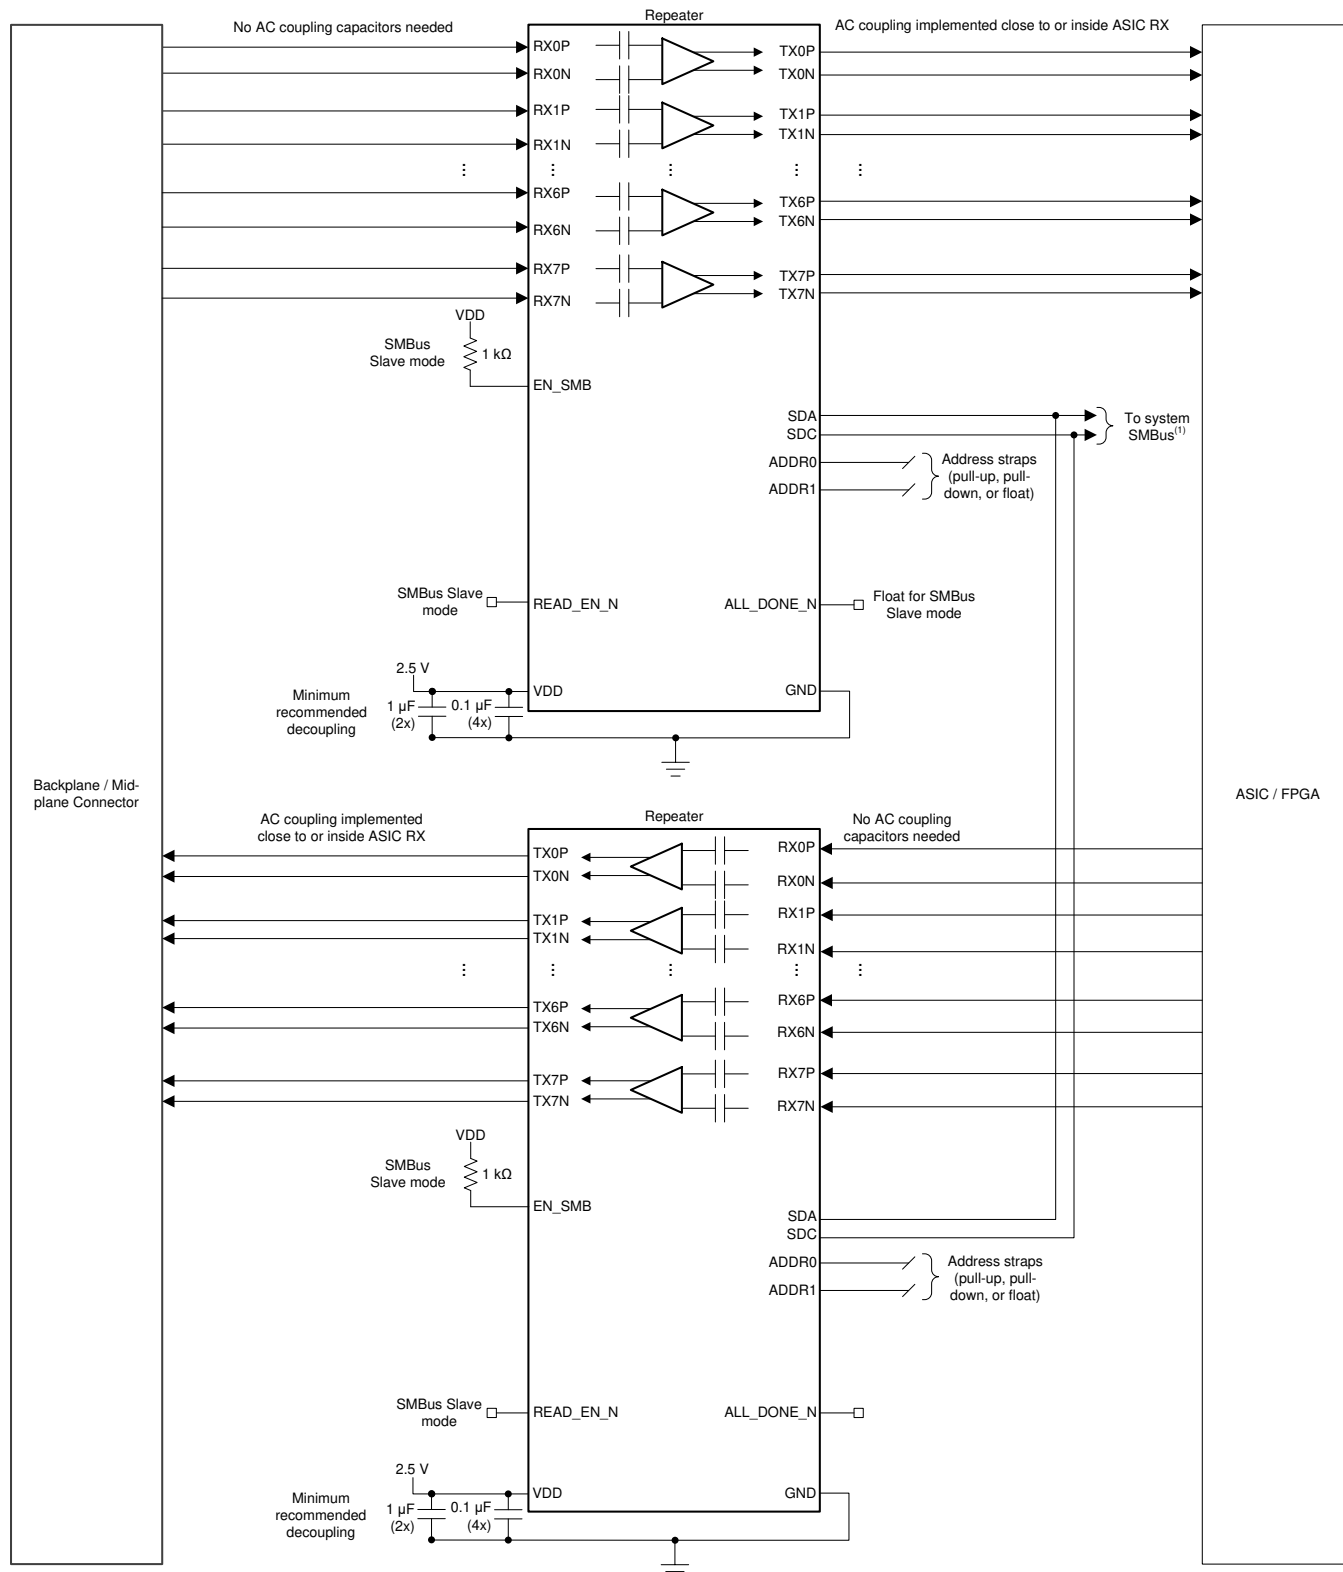 Repeater
No AC coupling capacitors needed
AC coupling implemented close to or inside ASIC RX
RX0P
TX0P
RX0N
TX0N
RX1P
TX1P
RX1N
TX1N
RX6P
TX6P
RX6N
TX6N
RX7P
TX7P
RX7N
TX7N
VDD
SMBus
Slave mode
1 kΩ
EN_SMB
SDA
SDC
To system
SMBus(1)
ADDR0
ADDR1
Address straps
(pull-up, pull-
down, or float)
SMBus Slave
mode
READ_EN_N
ALL_DONE_N
Float for SMBus
Slave mode
2.5 V
VDD
GND
Minimum
recommended
decoupling
1 µF
(2x)
0.1 µF
(4x)
Backplane / Mid-
plane Connector
ASIC / FPGA
Repeater
AC coupling implemented
close to or inside ASIC RX
No AC coupling
capacitors needed
TX0P
RX0P
TX0N
RX0N
TX1P
RX1P
TX1N
RX1N
TX6P
RX6P
TX6N
RX6N
TX7P
RX7P
TX7N
RX7N
VDD
SMBus
Slave mode
1 kΩ
EN_SMB
SDA
SDC
ADDR0
ADDR1
Address straps
(pull-up, pull-
down, or float)
SMBus Slave
mode
READ_EN_N
ALL_DONE_N
2.5 V
VDD
GND
Minimum
recommended
decoupling
1 µF
(2x)
0.1 µF
(4x)